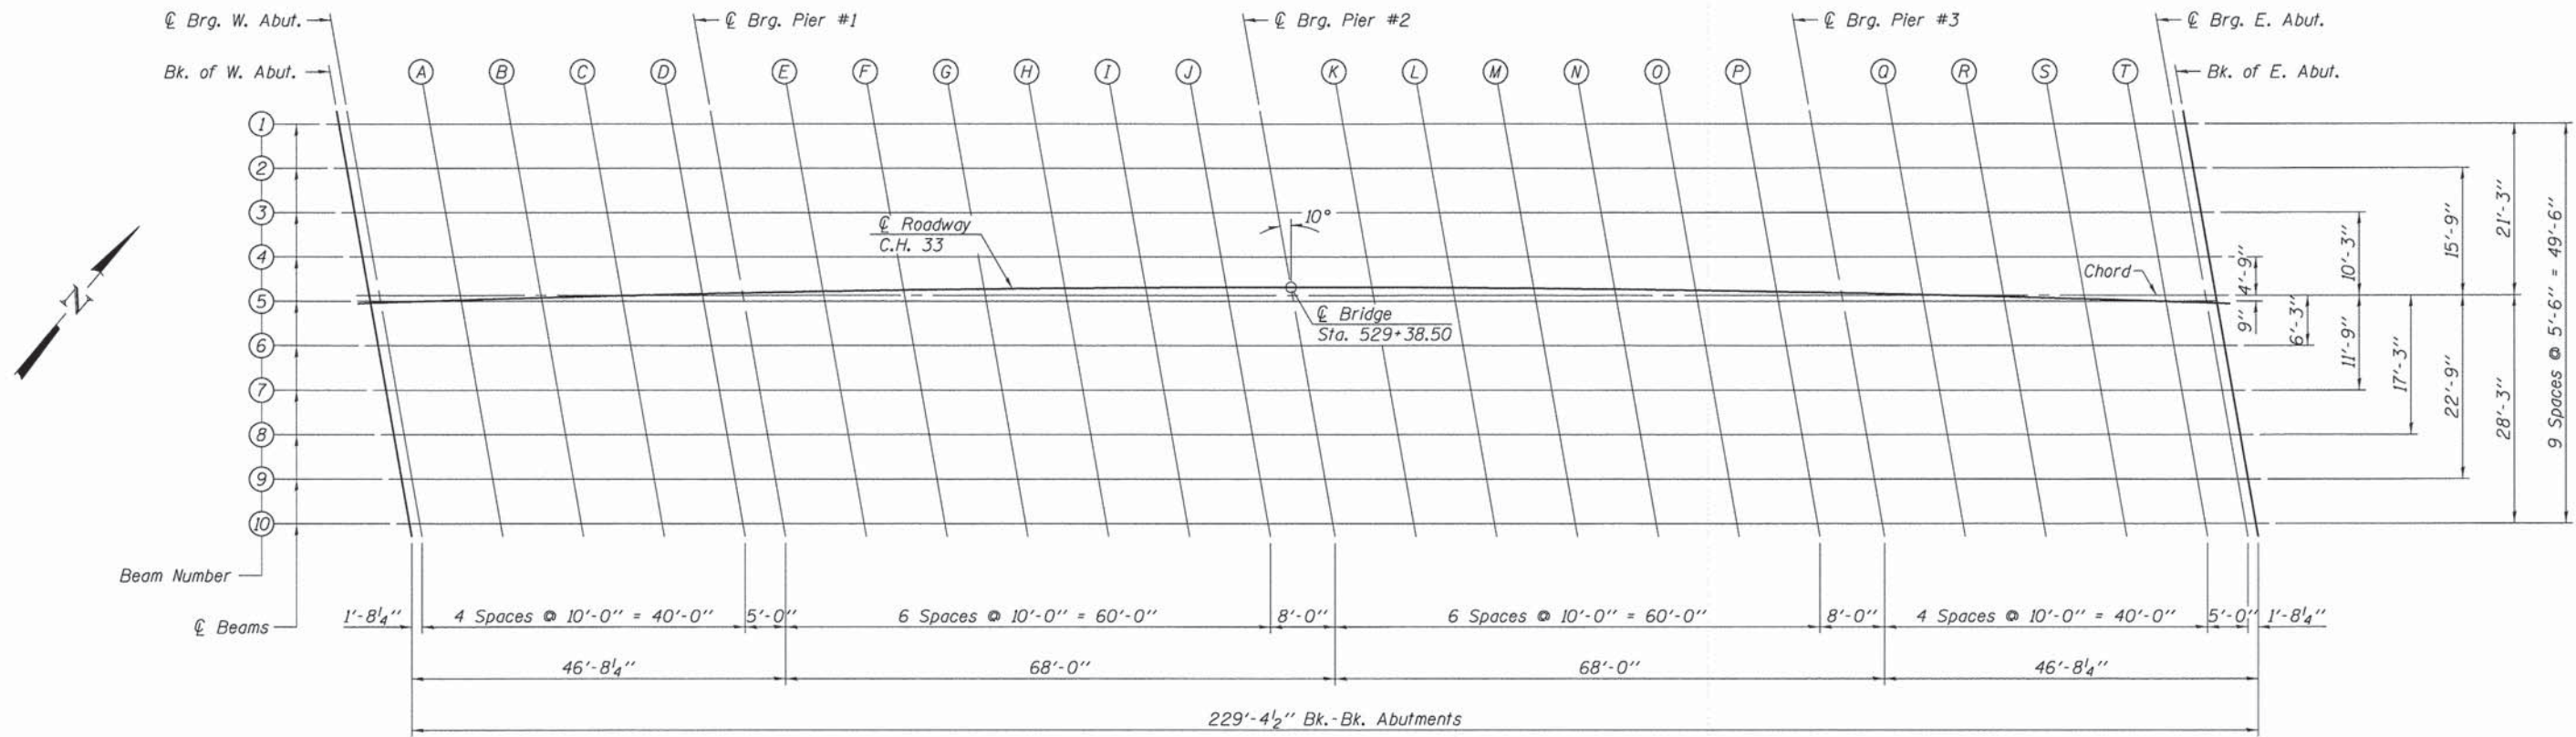 ℄ Brg. W. Abut.
℄ Brg. Pier #1
℄ Brg. Pier #2
℄ Brg. Pier #3
℄ Brg. E. Abut.
Bk. of W. Abut.
A B C D E F G H I J K L M N O P Q R S T
Bk. of E. Abut.
1
2
3
4
5
6
7
8
9
10
N
℄ Roadway
C.H. 33
10°
℄ Bridge
Sta. 529+38.50
Chord
4'-9"
9"
6'-3"
10'-3"
11'-9"
17'-3"
15'-9"
22'-9"
21'-3"
28'-3"
9 Spaces @ 5'-6" = 49'-6"
Beam Number
℄ Beams
1'-8¼" 4 Spaces @ 10'-0" = 40'-0" 5'-0" 6 Spaces @ 10'-0" = 60'-0" 8'-0" 6 Spaces @ 10'-0" = 60'-0" 8'-0" 4 Spaces @ 10'-0" = 40'-0" 5'-0" 1'-8¼"
46'-8¼" 68'-0" 68'-0" 46'-8¼"
229'-4½" Bk.-Bk. Abutments